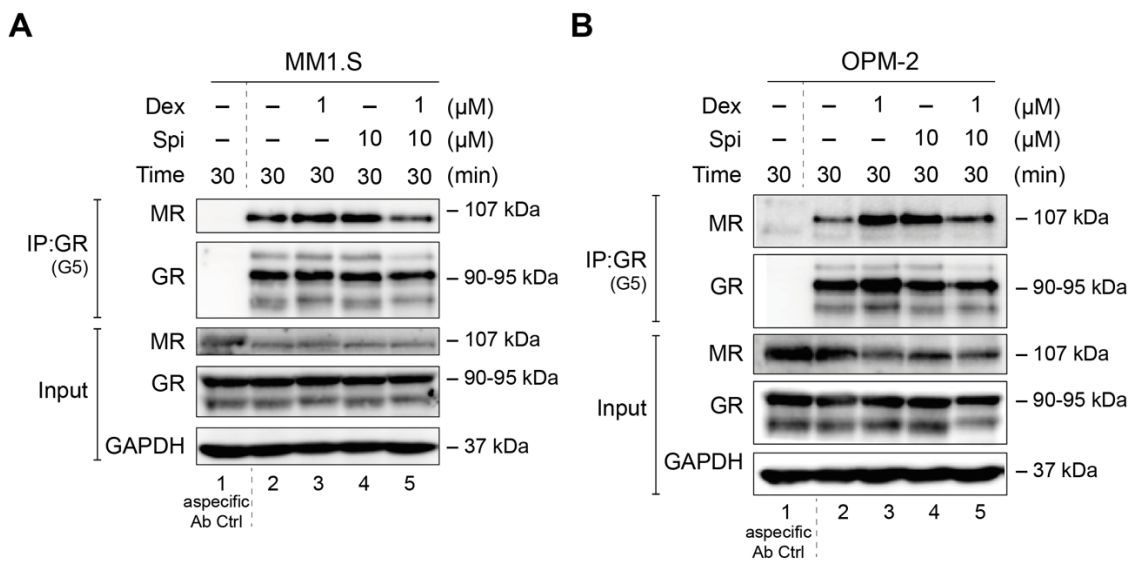 A
MM1.S
Dex – – 1 – 1 (µM)
Spi – – – 10 10 (µM)
Time 30 30 30 30 30 (min)
IP:GR
(G5)
MR – 107 kDa
GR – 90-95 kDa
Input
MR – 107 kDa
GR – 90-95 kDa
GAPDH – 37 kDa
1 2 3 4 5
aspecific
Ab Ctrl
B
OPM-2
Dex – – 1 – 1 (µM)
Spi – – – 10 10 (µM)
Time 30 30 30 30 30 (min)
IP:GR
(G5)
MR – 107 kDa
GR – 90-95 kDa
Input
MR – 107 kDa
GR – 90-95 kDa
GAPDH – 37 kDa
1 2 3 4 5
aspecific
Ab Ctrl